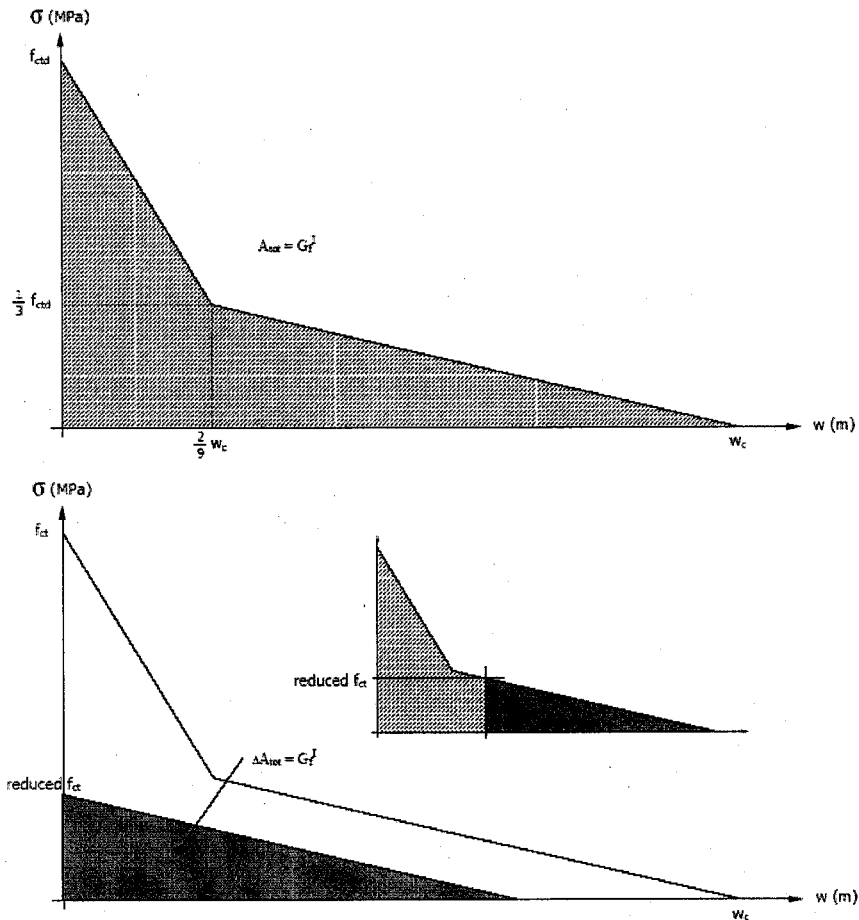 σ (MPa)
f_ctd
A_tot = G_f^I
1/3 f_ctd
2/9 w_c
w_c
w (m)
σ (MPa)
f_ct
reduced f_ct
ΔA_tot = G_f^I
reduced f_ct
w_c
w (m)